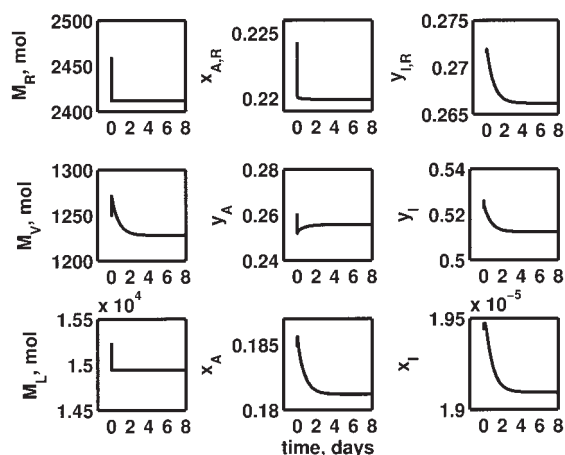 M_R, mol
2500
2450
2400
0 2 4 6 8
x_{A,R}
0.225
0.22
0 2 4 6 8
y_{I,R}
0.275
0.27
0.265
0 2 4 6 8
M_V, mol
1300
1250
1200
0 2 4 6 8
y_A
0.28
0.26
0.24
0 2 4 6 8
y_I
0.54
0.52
0.5
0 2 4 6 8
M_L, mol
x 10^4
1.55
1.5
1.45
0 2 4 6 8
x_A
0.185
0.18
0 2 4 6 8
time, days
x_I
x 10^{-5}
1.95
1.9
0 2 4 6 8